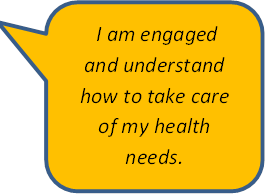 I am engaged
and understand
how to take care
of my health
needs.